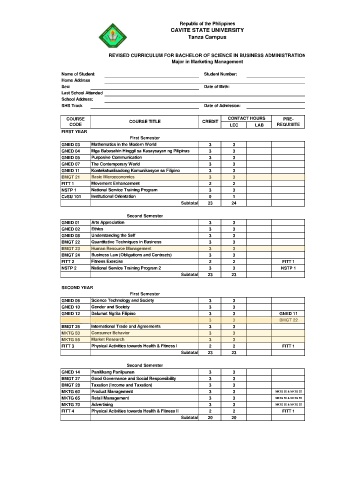 Republic of the Philippines
CAVITE STATE UNIVERSITY
Tanza Campus
REVISED CURRICULUM FOR BACHELOR OF SCIENCE IN BUSINESS ADMINISTRATION
Major in Marketing Management
Name of Student: Student Number:
Home Address
Sex: Date of Birth:
Last School Attended
School Address:
SHS Track Date of Admission:
COURSE CODE COURSE TITLE CREDIT CONTACT HOURS LEC LAB PRE-REQUISITE
FIRST YEAR
First Semester
GNED 03 Mathematics in the Modern World 3 3
GNED 04 Mga Babasahin Hinggil sa Kasaysayan ng Pilipinas 3 3
GNED 05 Purposive Communication 3 3
GNED 07 The Contemporary World 3 3
GNED 11 Kontekstwalisadong Komunikasyon sa Filipino 3 3
BMGT 21 Basic Microeconomics 3 3
FITT 1 Movement Enhancement 2 2
NSTP 1 National Service Training Program 3 3
CvSU 101 Institutional Orientation 0 1
Subtotal 23 24
Second Semester
GNED 01 Arts Appreciation 3 3
GNED 02 Ethics 3 3
GNED 08 Understanding the Self 3 3
BMGT 22 Quantitative Techniques in Business 3 3
BMGT 23 Human Resource Management 3 3
BMGT 24 Business Law (Obligations and Contracts) 3 3
FITT 2 Fitness Exercise 2 2 FITT 1
NSTP 2 National Service Training Program 2 3 3 NSTP 1
Subtotal 23 23
SECOND YEAR
First Semester
GNED 06 Science Technology and Society 3 3
GNED 10 Gender and Society 3 3
GNED 12 Dalumat Ng/Sa Filipino 3 3 GNED 11
3 3 BMGT 22
BMGT 26 International Trade and Agreements 3 3
MKTG 50 Consumer Behavior 3 3
MKTG 55 Market Research 3 3
FITT 3 Physical Activities towards Health & Fitness I 2 2 FITT 1
Subtotal 23 23
Second Semester
GNED 14 Panitikang Panlipunan 3 3
BMGT 27 Good Governance and Social Responsibility 3 3
BMGT 28 Taxation (Income and Taxation) 3 3
MKTG 60 Product Management 3 3
MKTG 65 Retail Management 3 3
MKTG 70 Advertising 3 3
FITT 4 Physical Activities towards Health & Fitness II 2 2 FITT 1
Subtotal 20 20